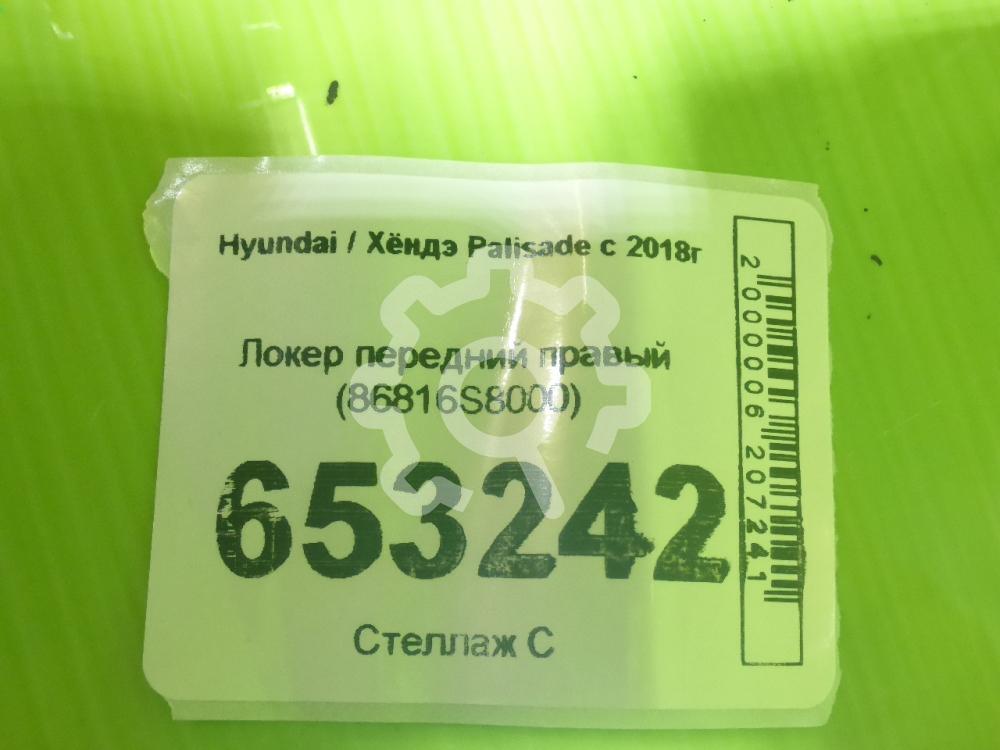 Hyundai / Хёндэ Palisade с 2018г
Локер передний правый
(86816S8000)
653242
Стеллаж С
2000006207241